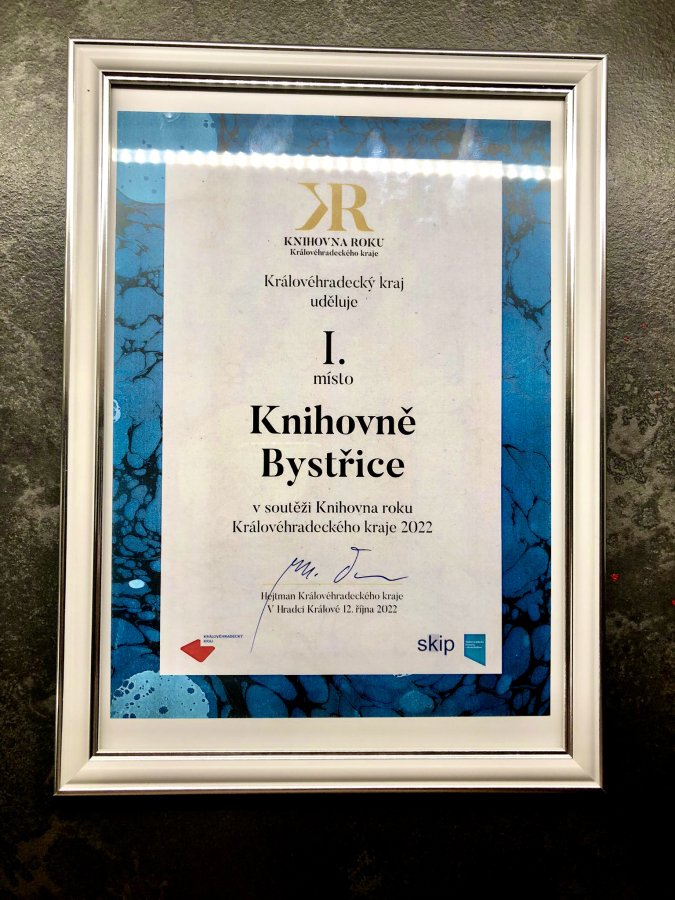 KR
KNIHOVNA ROKU
Královéhradeckého kraje
Královéhradecký kraj
uděluje
I.
místo
Knihovně
Bystřice
v soutěži Knihovna roku
Královéhradeckého kraje 2022
Hejtman Královéhradeckého kraje
V Hradci Králové 12. října 2022
KRÁLOVÉHRADECKÝ
KRAJ
skip